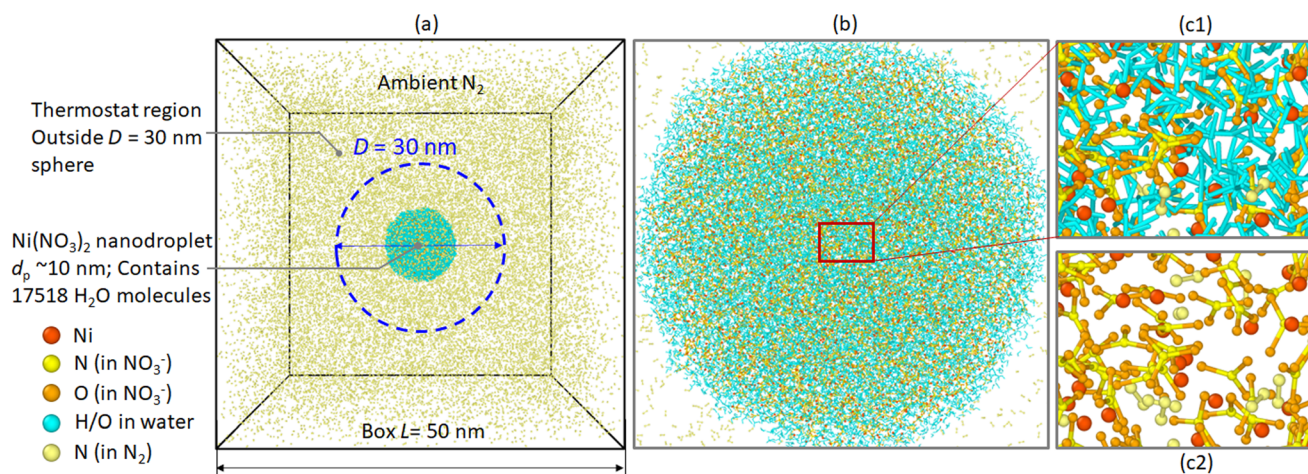 (a)
(b)
(c1)
Ambient N₂
Thermostat region
Outside D = 30 nm
sphere
D = 30 nm
Ni(NO₃)₂ nanodroplet
dₚ ~10 nm; Contains
17518 H₂O molecules
Ni
N (in NO₃⁻)
O (in NO₃⁻)
H/O in water
N (in N₂)
Box L= 50 nm
(c2)